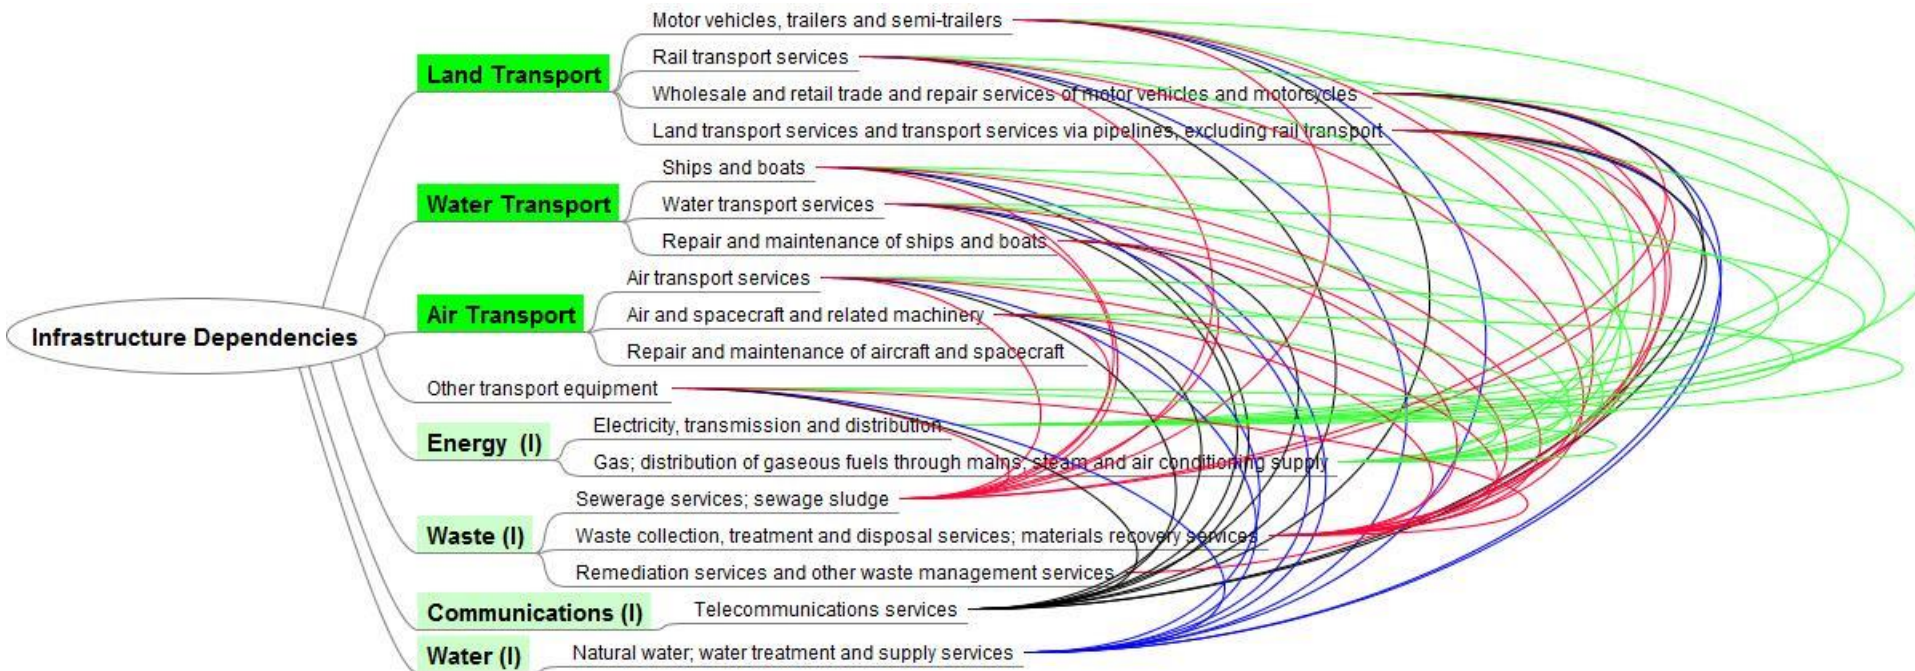 Infrastructure Dependencies
Land Transport
Motor vehicles, trailers and semi-trailers
Rail transport services
Wholesale and retail trade and repair services of motor vehicles and motorcycles
Land transport services and transport services via pipelines, excluding rail transport
Water Transport
Ships and boats
Water transport services
Repair and maintenance of ships and boats
Air Transport
Air transport services
Air and spacecraft and related machinery
Repair and maintenance of aircraft and spacecraft
Other transport equipment
Energy (I)
Electricity, transmission and distribution
Gas; distribution of gaseous fuels through mains; steam and air conditioning supply
Waste (I)
Sewerage services; sewage sludge
Waste collection, treatment and disposal services; materials recovery services
Remediation services and other waste management services
Communications (I)
Telecommunications services
Water (I)
Natural water; water treatment and supply services